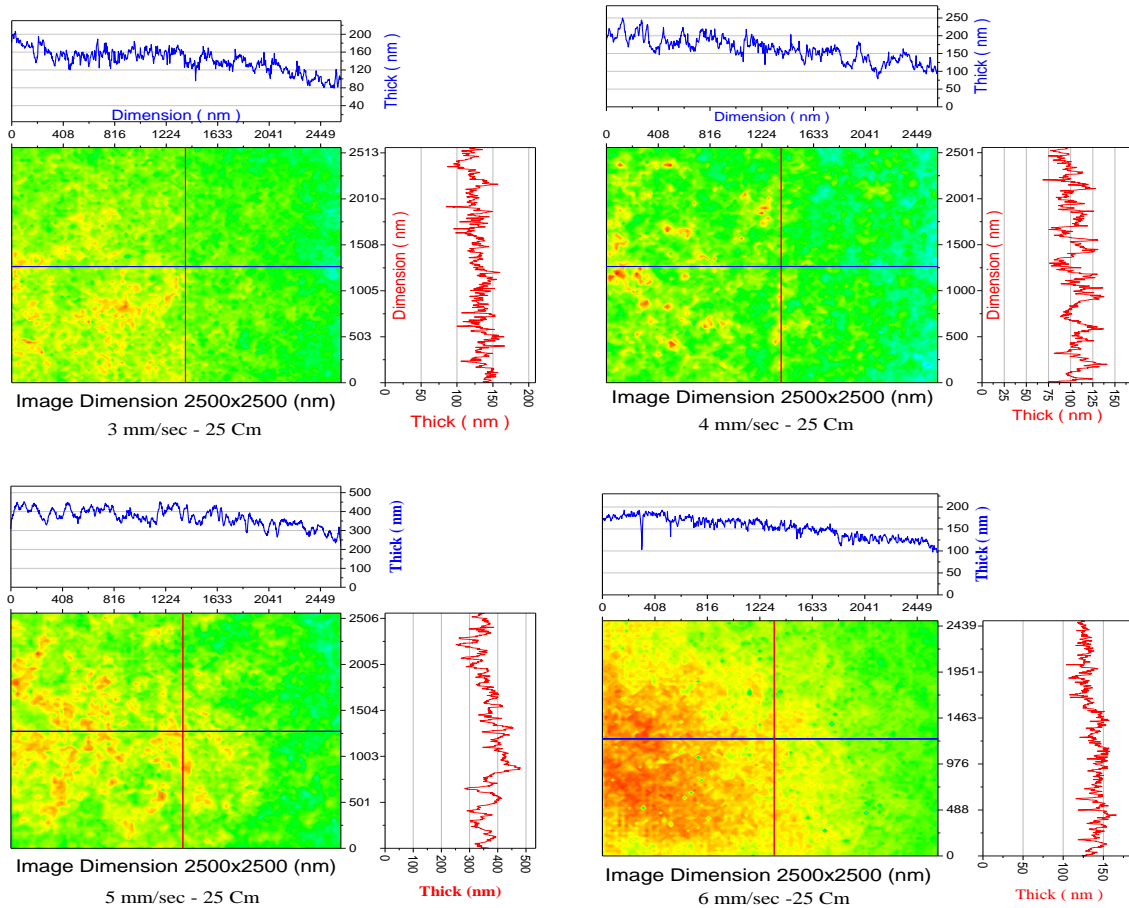 200
160
120
80
40
Thick ( nm )
Dimension ( nm )
0 408 816 1224 1633 2041 2449
2513
2010
1508
1005
503
0
Dimension ( nm )
0 50 100 150 200
Thick ( nm )
Image Dimension 2500x2500 (nm)
3 mm/sec - 25 Cm
250
200
150
100
50
0
Thick ( nm )
Dimension ( nm )
0 408 816 1224 1633 2041 2449
2501
2001
1500
1000
500
0
Dimension ( nm )
0 25 50 75 100 125 150
Thick ( nm )
Image Dimension 2500x2500 (nm)
4 mm/sec - 25 Cm
500
400
300
200
100
0
Thick ( nm)
0 408 816 1224 1633 2041 2449
2506
2005
1504
1003
501
0
0 100 200 300 400 500
Thick (nm)
Image Dimension 2500x2500 (nm)
5 mm/sec - 25 Cm
200
150
100
50
0
Thick ( nm )
0 408 816 1224 1633 2041 2449
2439
1951
1463
976
488
0
0 50 100 150
Thick ( nm )
Image Dimension 2500x2500 (nm)
6 mm/sec -25 Cm